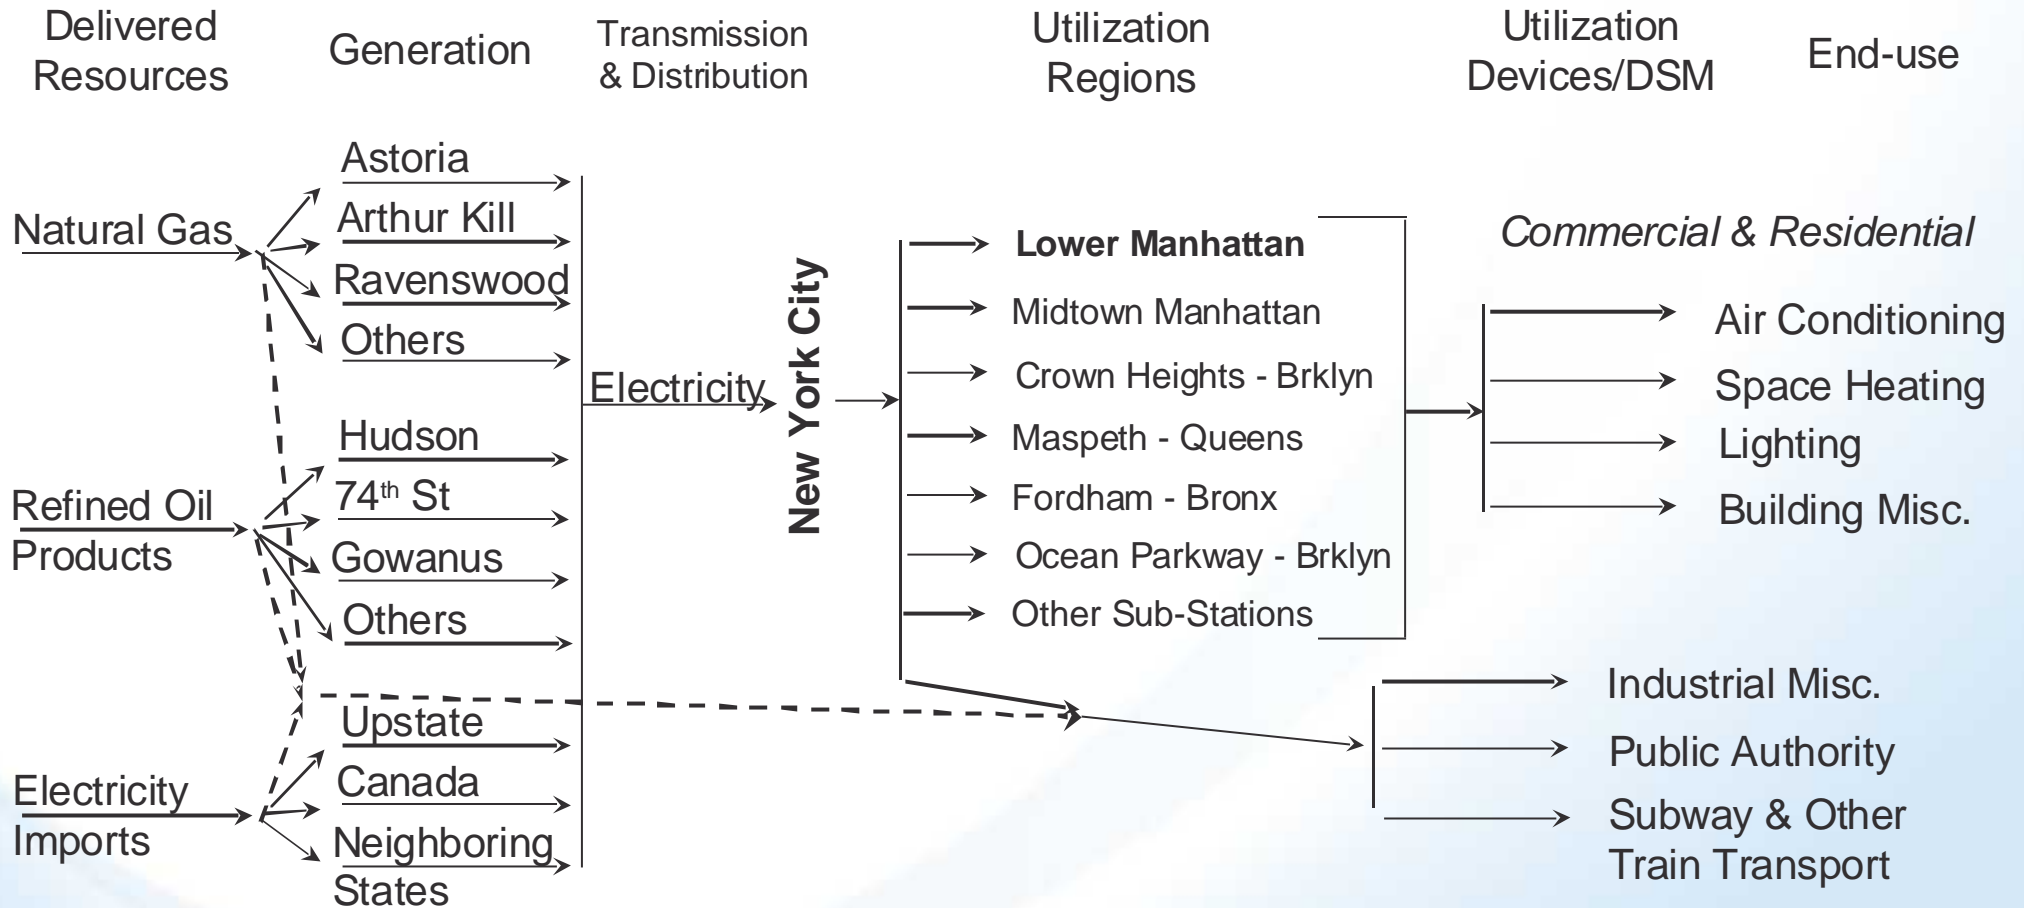 Delivered
Resources
Generation
Transmission
& Distribution
Utilization
Regions
Utilization
Devices/DSM
End-use
Natural Gas
Astoria
Arthur Kill
Ravenswood
Others
Refined Oil
Products
Hudson
74th St
Gowanus
Others
Electricity
Imports
Upstate
Canada
Neighboring
States
Electricity
New York City
Lower Manhattan
Midtown Manhattan
Crown Heights - Brklyn
Maspeth - Queens
Fordham - Bronx
Ocean Parkway - Brklyn
Other Sub-Stations
Commercial & Residential
Air Conditioning
Space Heating
Lighting
Building Misc.
Industrial Misc.
Public Authority
Subway & Other
Train Transport